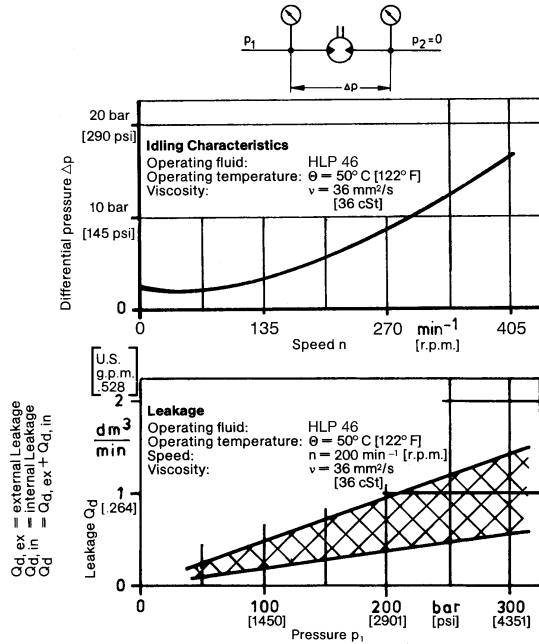 p1
p2=0
Δp
20 bar
[290 psi]
10 bar
[145 psi]
0
Differential pressure Δp
Idling Characteristics
Operating fluid: HLP 46
Operating temperature: Θ = 50° C [122° F]
Viscosity: ν = 36 mm²/s
[36 cSt]
0 135 270 min⁻¹ 405
Speed n [r.p.m.]
[U.S.
g.p.m.
.528]
2
dm³
min
1
[.264]
0
Leakage Qd
Qd, ex = external Leakage
Qd, in = internal Leakage
Qd = Qd, ex + Qd, in
Leakage
Operating fluid: HLP 46
Operating temperature: Θ = 50° C [122° F]
Speed: n = 200 min⁻¹ [r.p.m.]
Viscosity: ν = 36 mm²/s
[36 cSt]
0 100 200 bar 300
[1450] [2901] [psi] [4351]
Pressure p1